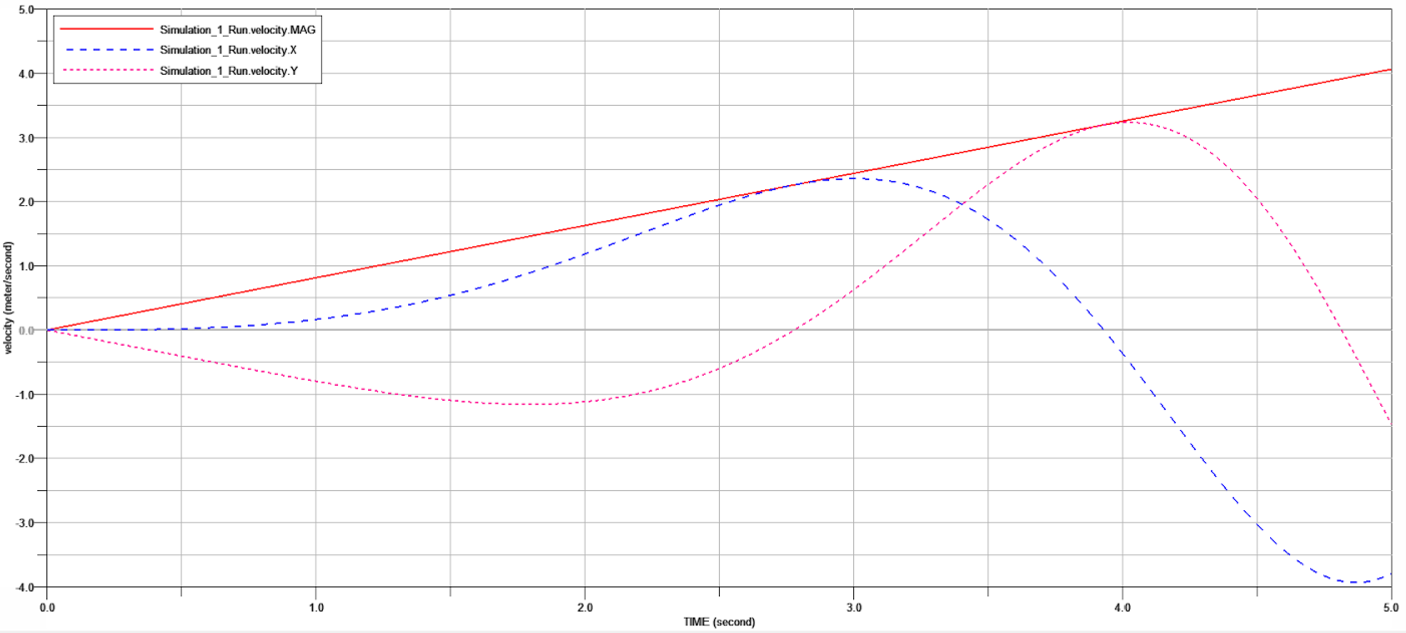 5.0
Simulation_1_Run.velocity.MAG
Simulation_1_Run.velocity.X
Simulation_1_Run.velocity.Y
4.0
3.0
2.0
1.0
0.0
-1.0
-2.0
-3.0
-4.0
velocity (meter/second)
0.0 1.0 2.0 3.0 4.0 5.0
TIME (second)